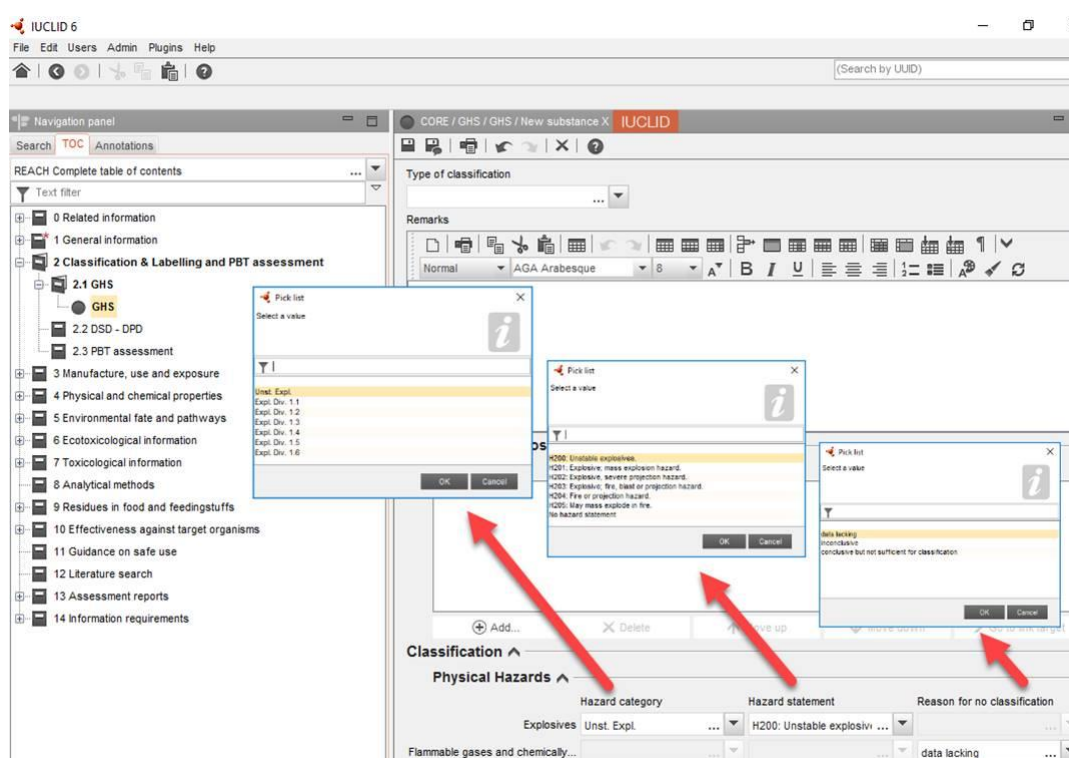 IUCLID 6
File Edit Users Admin Plugins Help
(Search by UUID)
Navigation panel
CORE / GHS / GHS / New substance X IUCLID
Search TOC Annotations
REACH Complete table of contents ...
Text filter
0 Related information
1 General information
2 Classification & Labelling and PBT assessment
2.1 GHS
GHS
2.2 DSD - DPD
2.3 PBT assessment
3 Manufacture, use and exposure
4 Physical and chemical properties
5 Environmental fate and pathways
6 Ecotoxicological information
7 Toxicological information
8 Analytical methods
9 Residues in food and feedingstuffs
10 Effectiveness against target organisms
11 Guidance on safe use
12 Literature search
13 Assessment reports
14 Information requirements
Type of classification
...
Remarks
Normal AGA Arabesque 8 A B I U
Pick list
Select a value
Unst. Expl.
Expl. Div. 1.1
Expl. Div. 1.2
Expl. Div. 1.3
Expl. Div. 1.4
Expl. Div. 1.5
Expl. Div. 1.6
OK Cancel
Pick list
Select a value
H200: Unstable explosives.
H201: Explosive; mass explosion hazard.
H202: Explosive, severe projection hazard.
H203: Explosive; fire, blast or projection hazard.
H204: Fire or projection hazard.
H205: May mass explode in fire.
No hazard statement
OK Cancel
Pick list
Select a value
data lacking
inconclusive
conclusive but not sufficient for classification
OK Cancel
Add... Delete Move up Move down Go to link target
Classification
Physical Hazards
Hazard category Hazard statement Reason for no classification
Explosives Unst. Expl. ... H200: Unstable explosiv ... ...
Flammable gases and chemically... ... ... data lacking ...